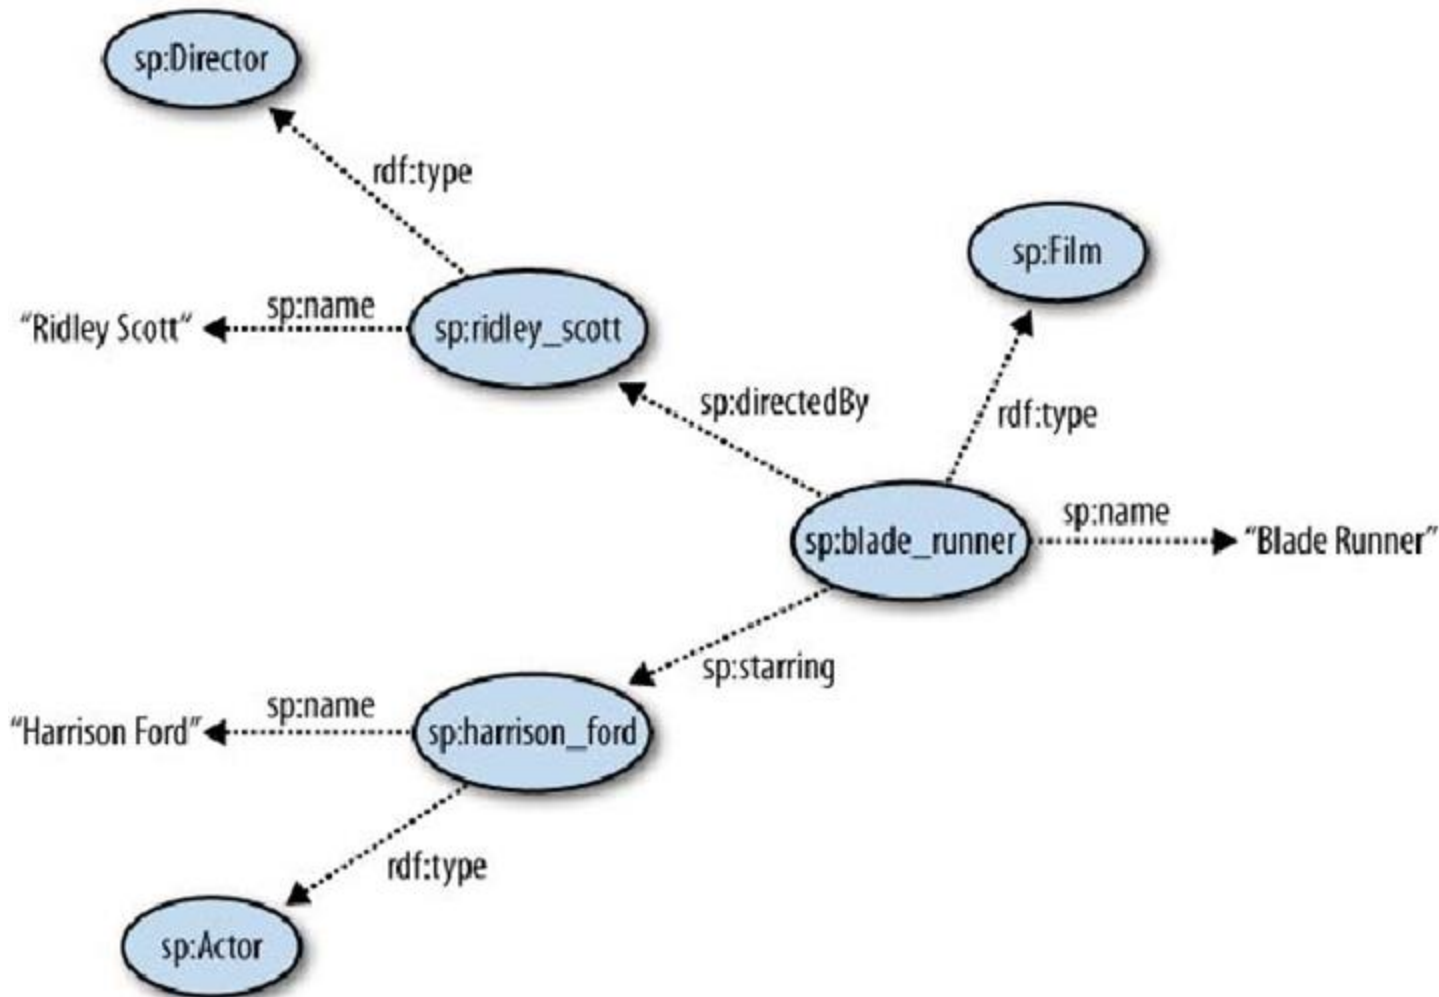 sp:Director
rdf:type
sp:Film
sp:name
“Ridley Scott“
sp:ridley_scott
sp:directedBy
rdf:type
sp:name
sp:blade_runner
“Blade Runner”
sp:starring
sp:name
“Harrison Ford”
sp:harrison_ford
rdf:type
sp:Actor